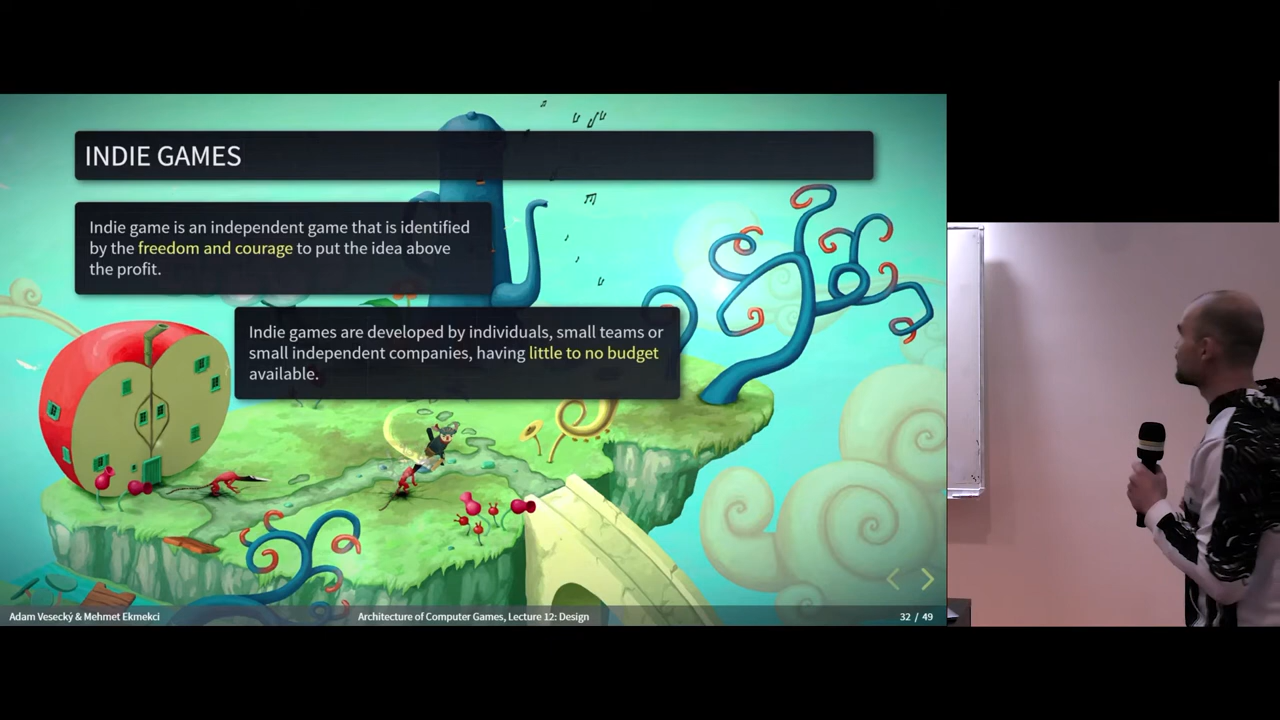 INDIE GAMES
Indie game is an independent game that is identified
by the freedom and courage to put the idea above
the profit.
Indie games are developed by individuals, small teams or
small independent companies, having little to no budget
available.
Adam Vesecký & Mehmet Ekmekci
Architecture of Computer Games, Lecture 12: Design
32 / 49